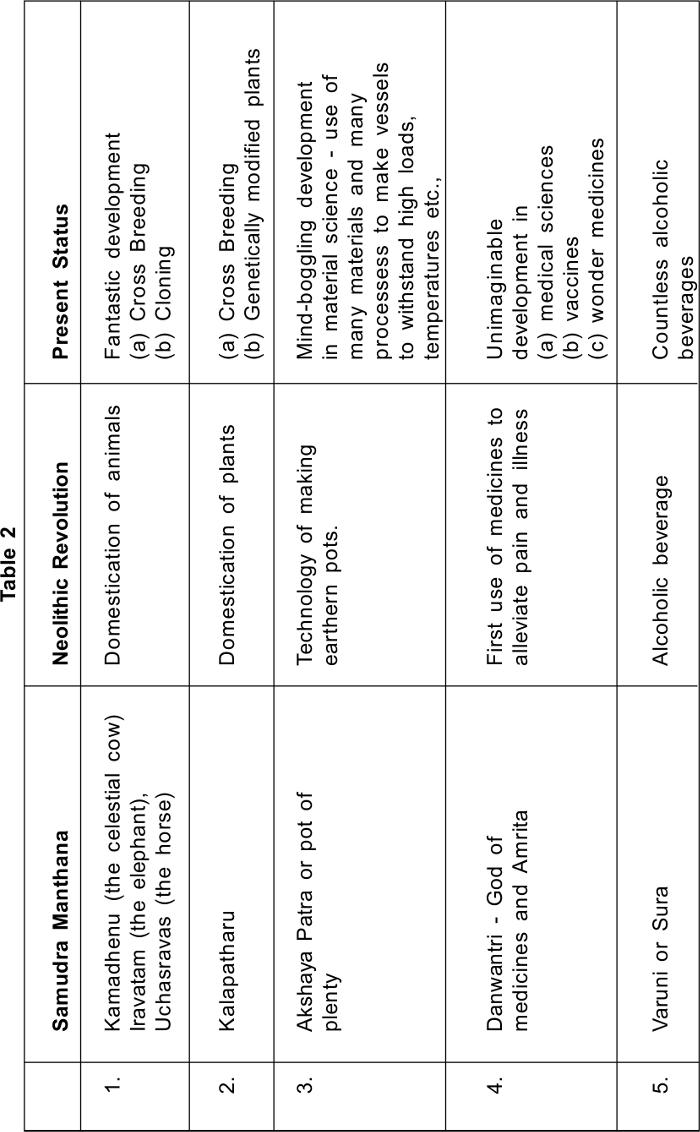 Table 2
Samudra Manthana
Neolithic Revolution
Present Status
1.
Kamadhenu (the celestial cow)
Iravatam (the elephant),
Uchasravas (the horse)
Domestication of animals
Fantastic development
(a) Cross Breeding
(b) Cloning
2.
Kalapatharu
Domestication of plants
(a) Cross Breeding
(b) Genetically modified plants
3.
Akshaya Patra or pot of
plenty
Technology of making
earthern pots.
Mind-boggling development
in material science - use of
many materials and many
processess to make vessels
to withstand high loads,
temperatures etc.,
4.
Danwantri - God of
medicines and Amrita
First use of medicines to
alleviate pain and illness
Unimaginable
development in
(a) medical sciences
(b) vaccines
(c) wonder medicines
5.
Varuni or Sura
Alcoholic beverage
Countless alcoholic
beverages